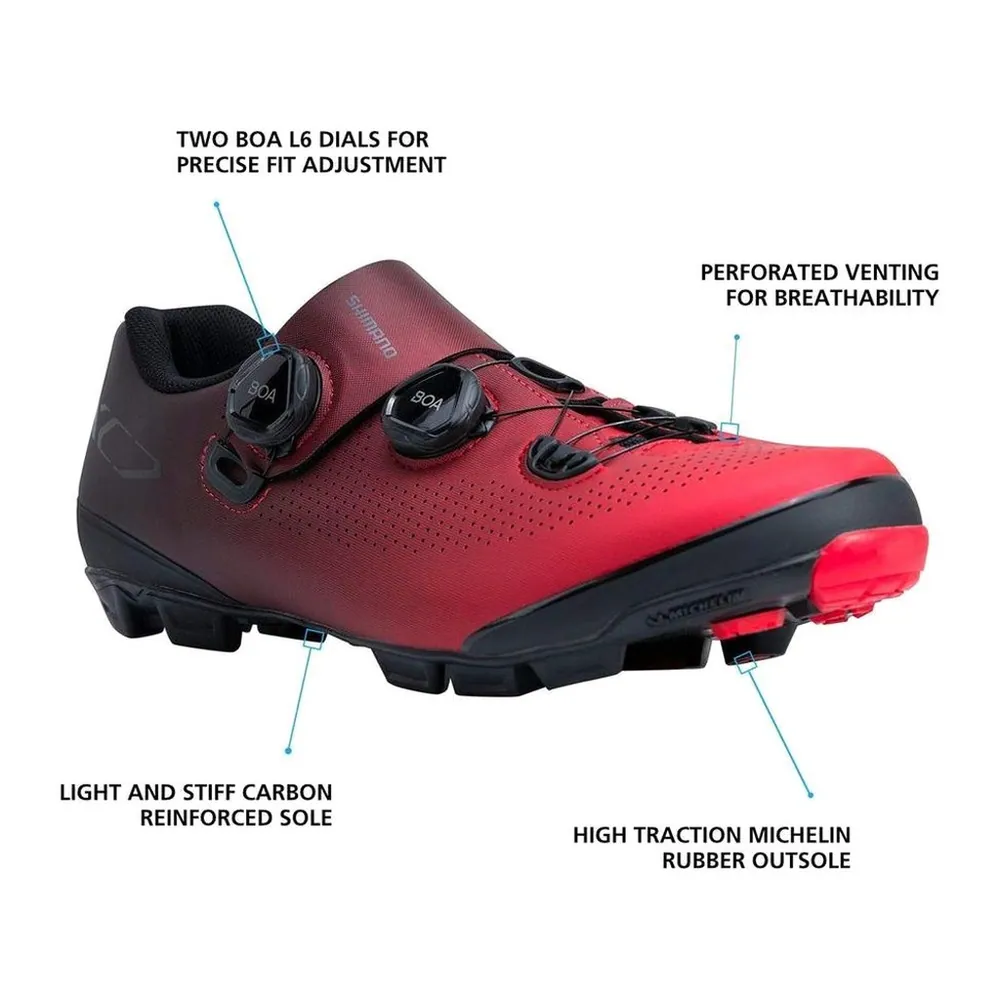 TWO BOA L6 DIALS FOR
PRECISE FIT ADJUSTMENT
PERFORATED VENTING
FOR BREATHABILITY
SHIMANO
BOA
BOA
MICHELIN
LIGHT AND STIFF CARBON
REINFORCED SOLE
HIGH TRACTION MICHELIN
RUBBER OUTSOLE